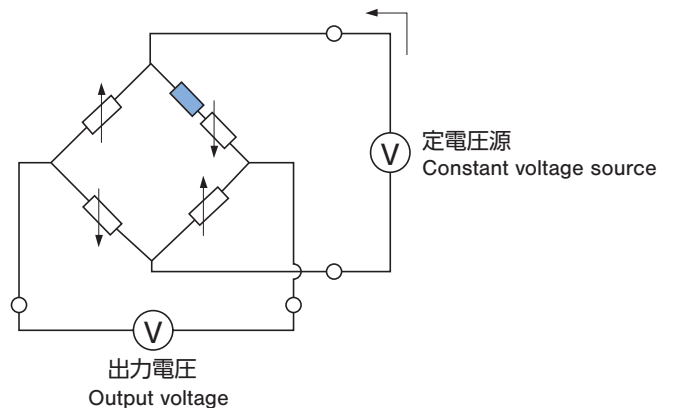 V
定電圧源
Constant voltage source
V
出力電圧
Output voltage